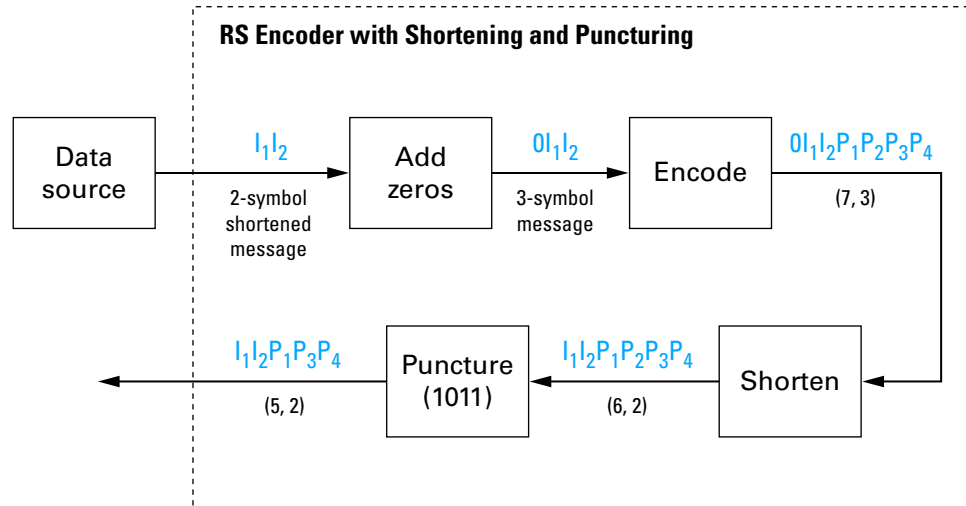 RS Encoder with Shortening and Puncturing
Data
source
I₁I₂
2-symbol
shortened
message
Add
zeros
0I₁I₂
3-symbol
message
Encode
0I₁I₂P₁P₂P₃P₄
(7, 3)
I₁I₂P₁P₃P₄
(5, 2)
Puncture
(1011)
I₁I₂P₁P₂P₃P₄
(6, 2)
Shorten